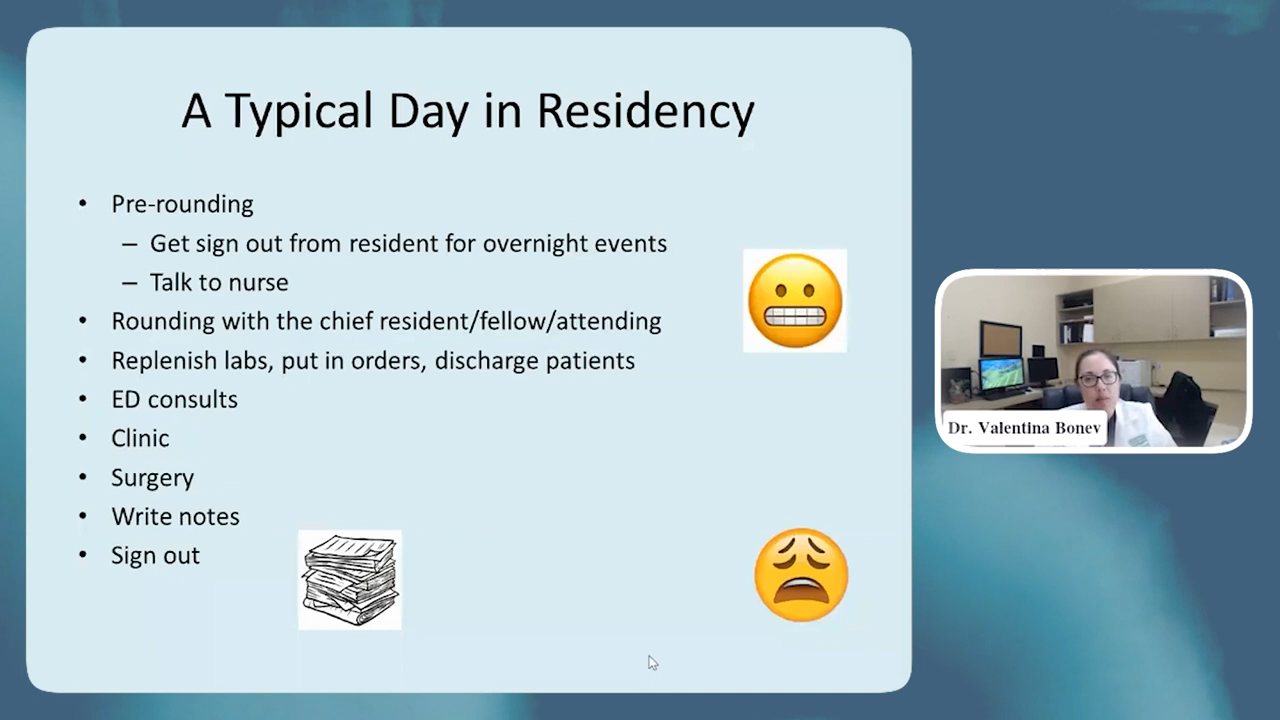 A Typical Day in Residency
• Pre-rounding
– Get sign out from resident for overnight events
– Talk to nurse
• Rounding with the chief resident/fellow/attending
• Replenish labs, put in orders, discharge patients
• ED consults
• Clinic
• Surgery
• Write notes
• Sign out
Dr. Valentina Bonev